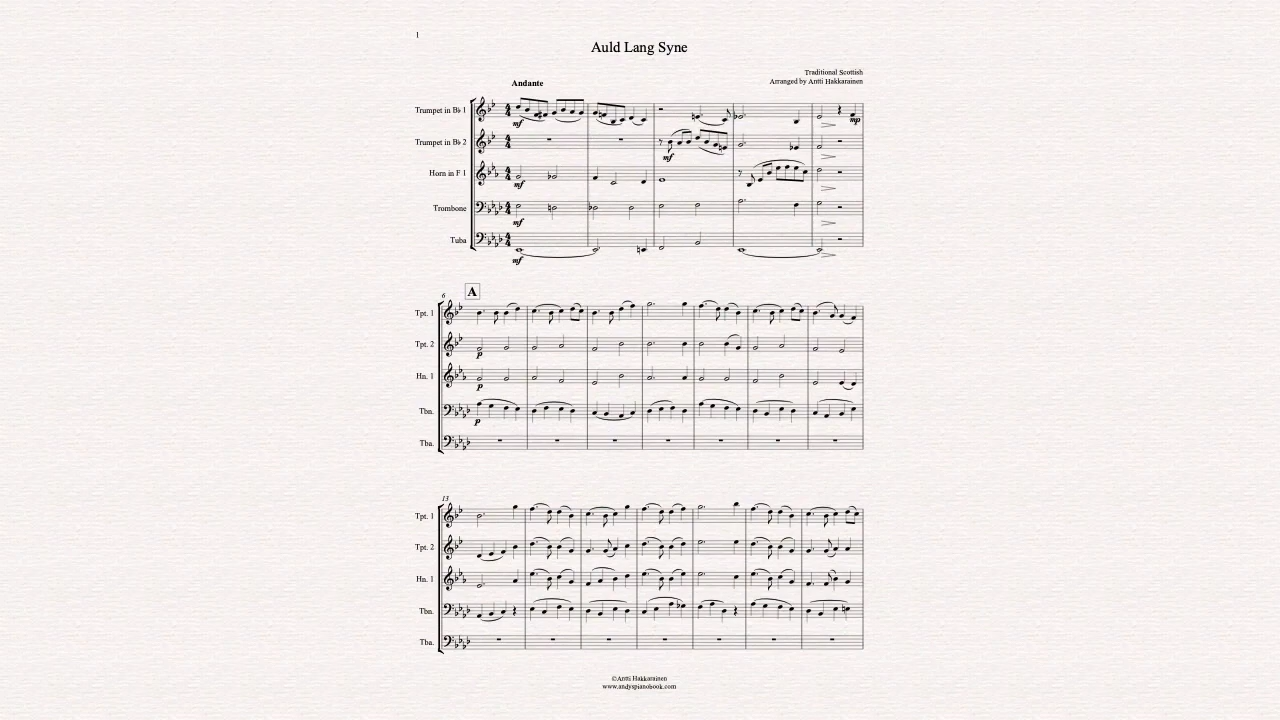 1
Auld Lang Syne
Traditional Scottish
Arranged by Antti Hakkarainen
Andante
Trumpet in B♭ 1
mf
mp
Trumpet in B♭ 2
mf
Horn in F 1
mf
Trombone
mf
Tuba
mf
6
A
Tpt. 1
Tpt. 2
p
Hn. 1
p
Tbn.
p
Tba.
13
Tpt. 1
Tpt. 2
Hn. 1
Tbn.
Tba.
©Antti Hakkarainen
www.andyspianobook.com